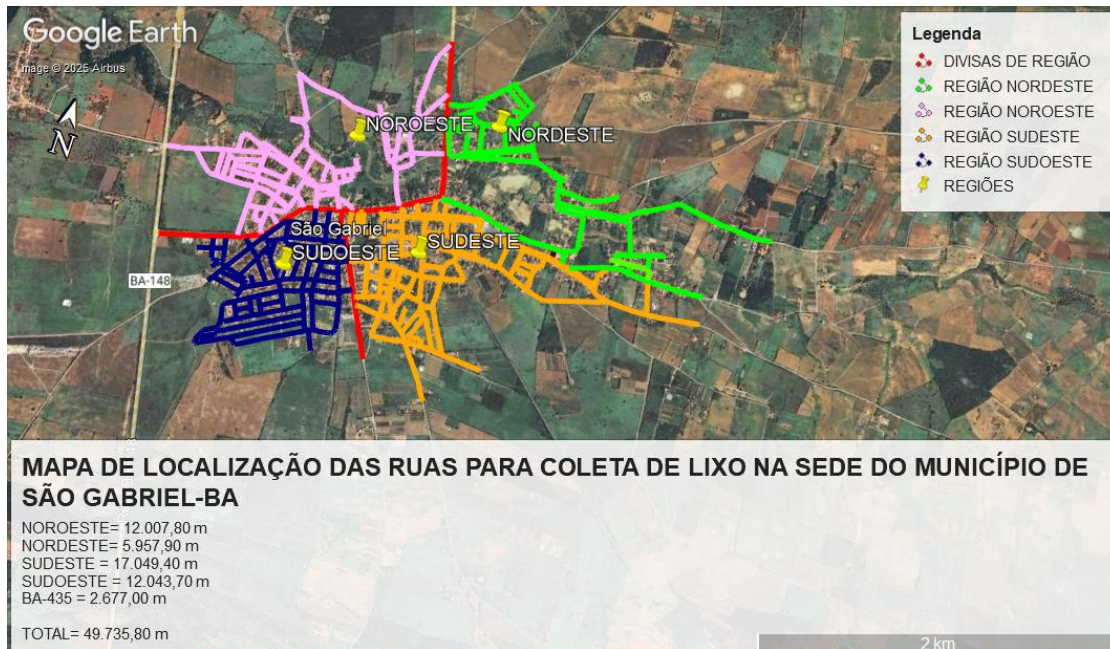 Google Earth
Image © 2025 Airbus
N
Legenda
DIVISAS DE REGIÃO
REGIÃO NORDESTE
REGIÃO NOROESTE
REGIÃO SUDESTE
REGIÃO SUDOESTE
REGIÕES
NOROESTE
NORDESTE
São Gabriel
SUDESTE
SUDOESTE
BA-148
MAPA DE LOCALIZAÇÃO DAS RUAS PARA COLETA DE LIXO NA SEDE DO MUNICÍPIO DE
SÃO GABRIEL-BA
NOROESTE= 12.007,80 m
NORDESTE= 5.957,90 m
SUDESTE = 17.049,40 m
SUDOESTE = 12.043,70 m
BA-435 = 2.677,00 m
TOTAL= 49.735,80 m
2 km